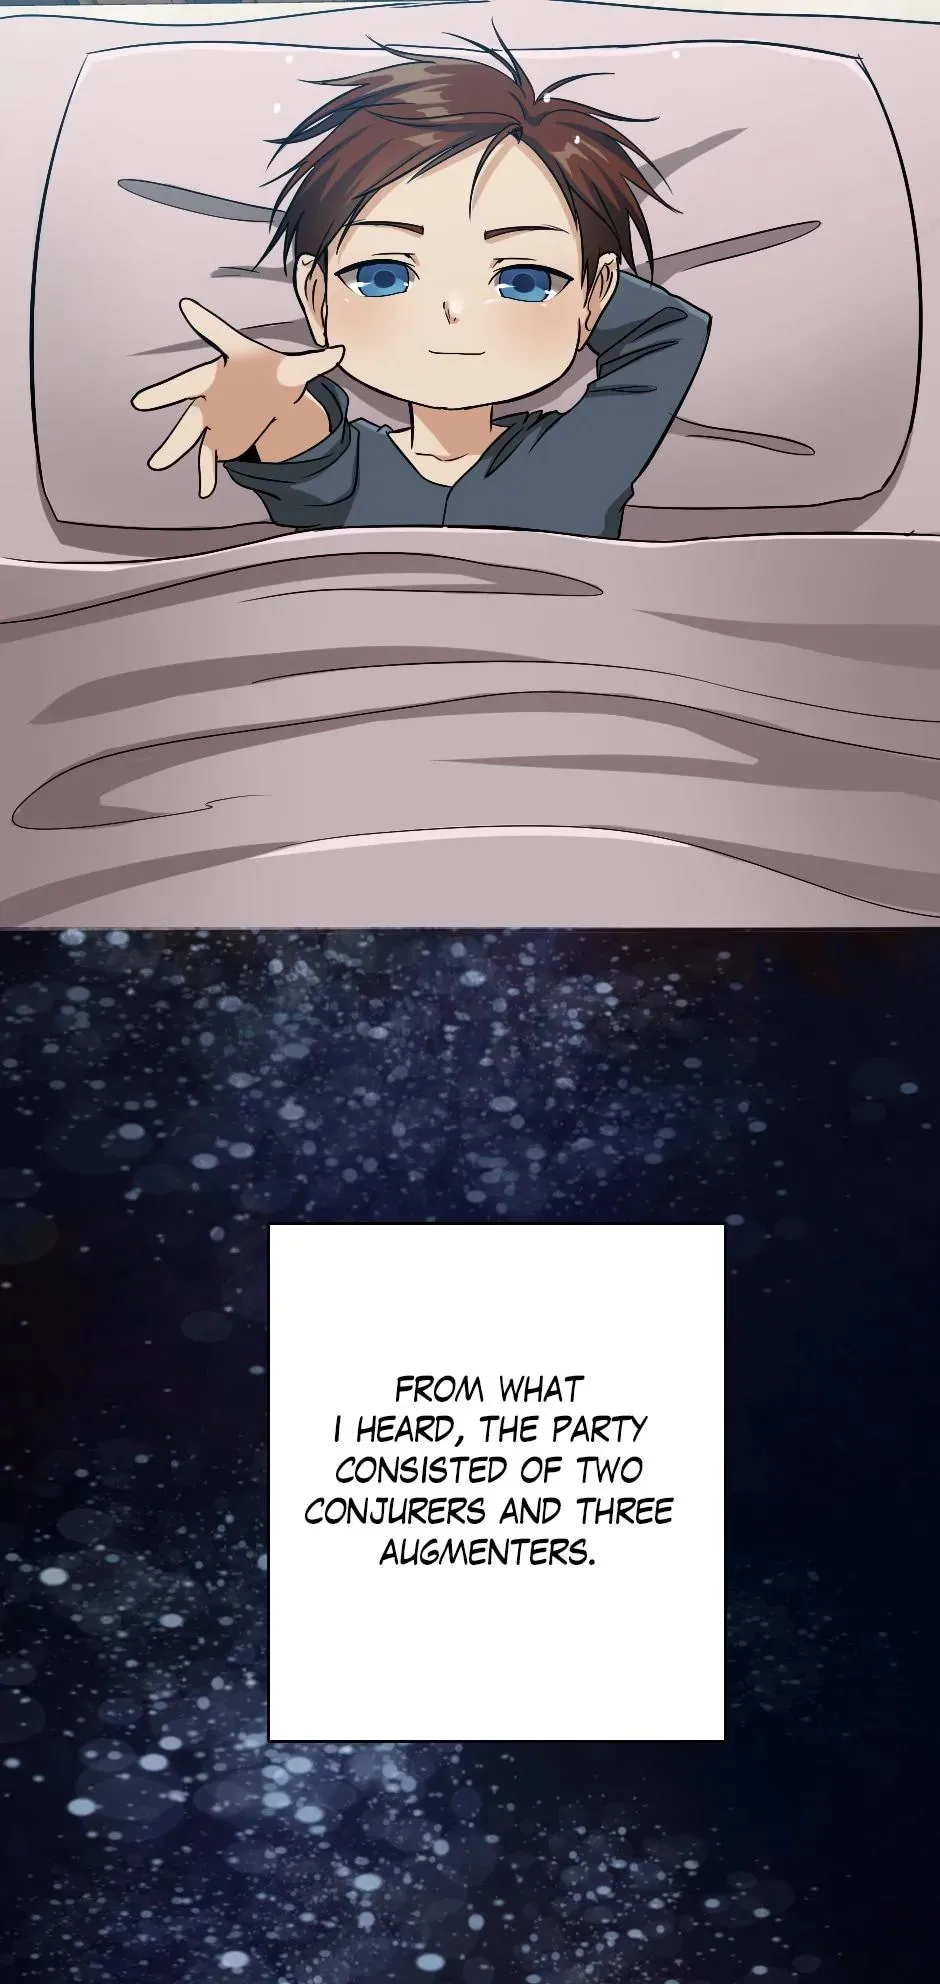 FROM WHAT
I HEARD, THE PARTY
CONSISTED OF TWO
CONJURERS AND THREE
AUGMENTERS.